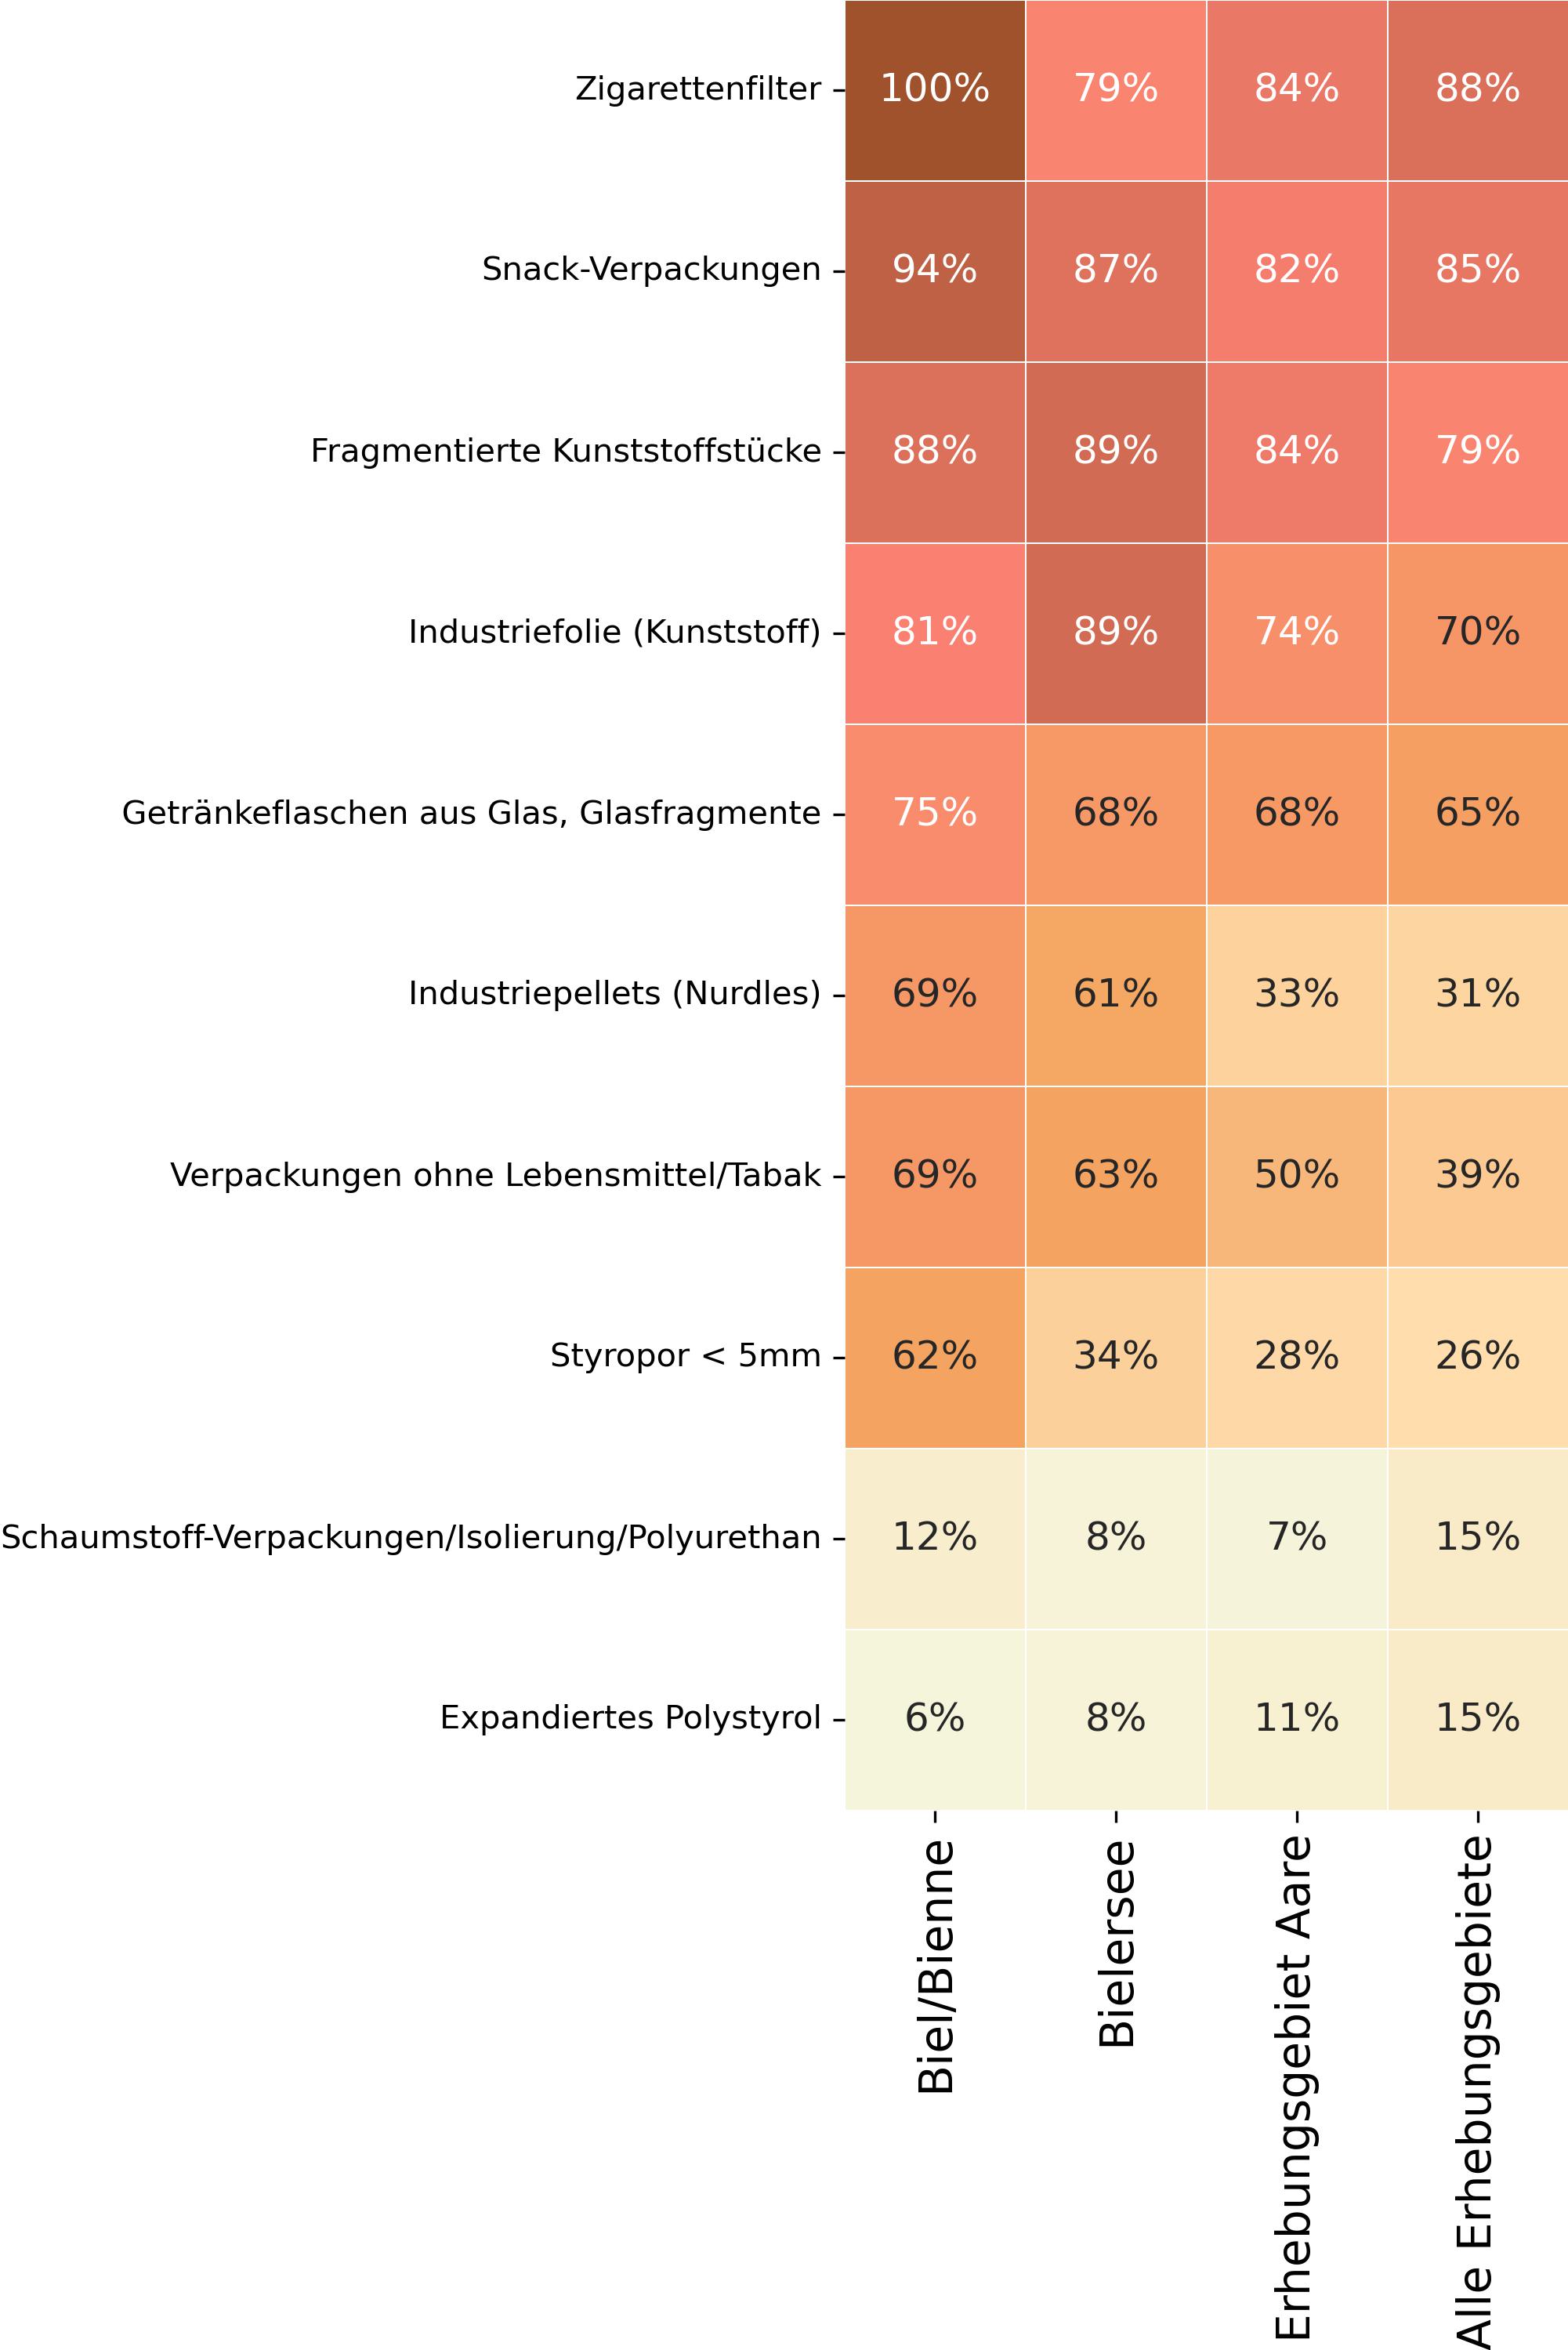 Zigarettenfilter 100% 79% 84% 88%
Snack-Verpackungen 94% 87% 82% 85%
Fragmentierte Kunststoffstücke 88% 89% 84% 79%
Industriefolie (Kunststoff) 81% 89% 74% 70%
Getränkeflaschen aus Glas, Glasfragmente 75% 68% 68% 65%
Industriepellets (Nurdles) 69% 61% 33% 31%
Verpackungen ohne Lebensmittel/Tabak 69% 63% 50% 39%
Styropor < 5mm 62% 34% 28% 26%
Schaumstoff-Verpackungen/Isolierung/Polyurethan 12% 8% 7% 15%
Expandiertes Polystyrol 6% 8% 11% 15%
Biel/Bienne
Bielersee
Erhebungsgebiet Aare
Alle Erhebungsgebiete